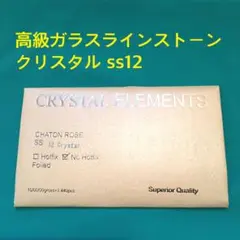 高級ガラスラインストーン
クリスタル ss12
CRYSTAL ELEMENTS
CHATON ROSE
SS 12 Crystal
Hotfix No Hotfix
Foiled
Superior Quality